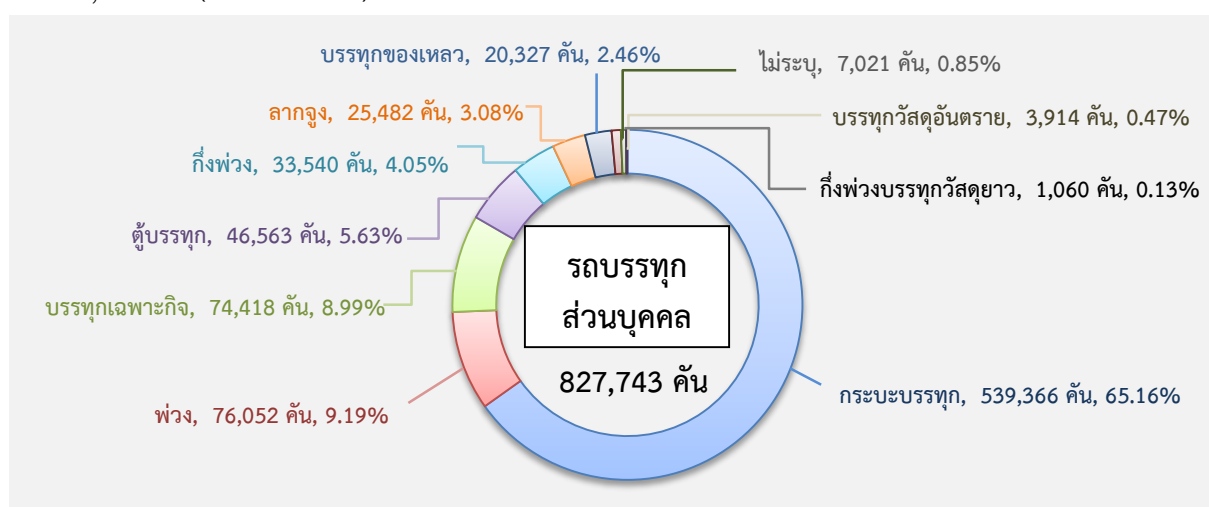 บรรทุกของเหลว, 20,327 คัน, 2.46%
ไม่ระบุ, 7,021 คัน, 0.85%
ลากจูง, 25,482 คัน, 3.08%
บรรทุกวัสดุอันตราย, 3,914 คัน, 0.47%
กึ่งพ่วง, 33,540 คัน, 4.05%
กึ่งพ่วงบรรทุกวัสดุยาว, 1,060 คัน, 0.13%
ตู้บรรทุก, 46,563 คัน, 5.63%
รถบรรทุก
ส่วนบุคคล
บรรทุกเฉพาะกิจ, 74,418 คัน, 8.99%
827,743 คัน
กระบะบรรทุก, 539,366 คัน, 65.16%
พ่วง, 76,052 คัน, 9.19%